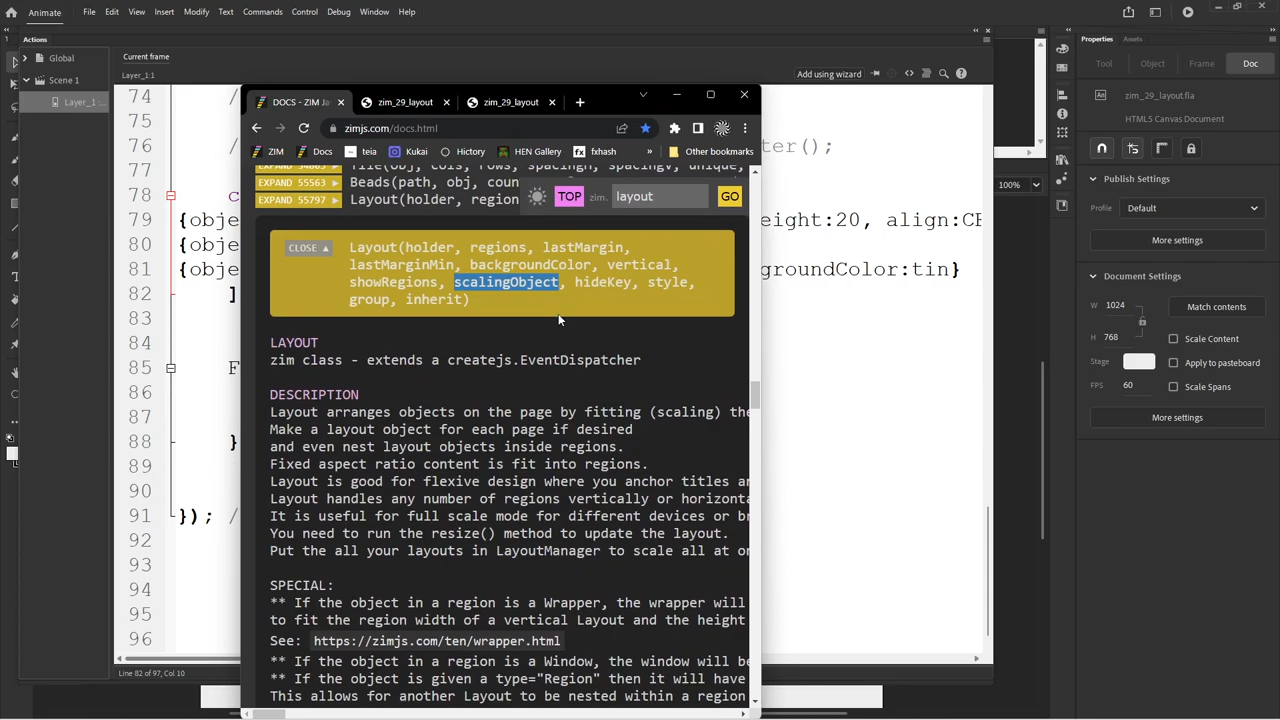 Animate
File
Edit
View
Insert
Modify
Text
Commands
Control
Debug
Window
Help
Actions
Global
Scene 1
Layer_1:
Current frame
Layer_1:1
Add using wizard
Properties
Assets
Tool
Object
Frame
Doc
zim_29_layout.fla
HTML5 Canvas Document
Publish Settings
Profile
Default
More settings
Document Settings
W 1024
Match contents
H 768
Scale Content
Stage
Apply to pasteboard
FPS 60
Scale Spans
More settings
100%
74 //
75
76 //
ter();
77
78 c
79 {obje
eight:20, align:CE
80 {obje
81 {obje
groundColor:tin}
82 ]
83
84
85 F
86
87
88 }
89
90
91 }); /
92
93
94
95
96
Line 82 of 97, Col 10
DOCS - ZIM Ja
zim_29_layout
zim_29_layout
zimjs.com/docs.html
ZIM
Docs
teia
Kukai
History
HEN Gallery
fxhash
»
Other bookmarks
Tile(obj, cols, rows, spacingh, spacingv, unique,
EXPAND 55563
Beads(path, obj, coun
EXPAND 55797
Layout(holder, region
TOP
zim.
layout
GO
CLOSE ▲
Layout(holder, regions, lastMargin,
lastMarginMin, backgroundColor, vertical,
showRegions, scalingObject, hideKey, style,
group, inherit)
LAYOUT
zim class - extends a createjs.EventDispatcher
DESCRIPTION
Layout arranges objects on the page by fitting (scaling) the
Make a layout object for each page if desired
and even nest layout objects inside regions.
Fixed aspect ratio content is fit into regions.
Layout is good for flexive design where you anchor titles an
Layout handles any number of regions vertically or horizonta
It is useful for full scale mode for different devices or br
You need to run the resize() method to update the layout.
Put the all your layouts in LayoutManager to scale all at on
SPECIAL:
** If the object in a region is a Wrapper, the wrapper will
to fit the region width of a vertical Layout and the height
See: https://zimjs.com/ten/wrapper.html
** If the object in a region is a Window, the window will be
** If the object is given a type="Region" then it will have
This allows for another Layout to be nested within a region